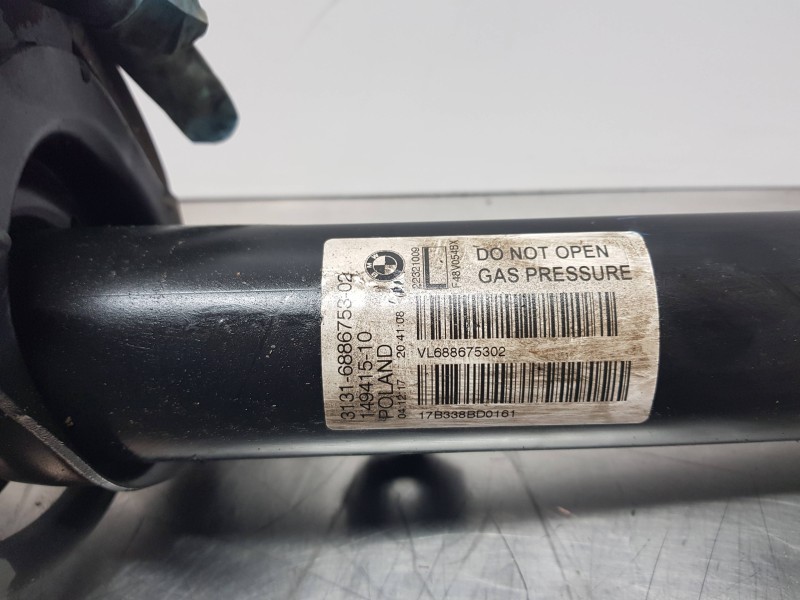 DO NOT OPEN
GAS PRESSURE
VL688675302
17B338BD0161
BMW
22321009
L
3131-6886753-02
149415-10
POLAND
04.12.17 20:41:08